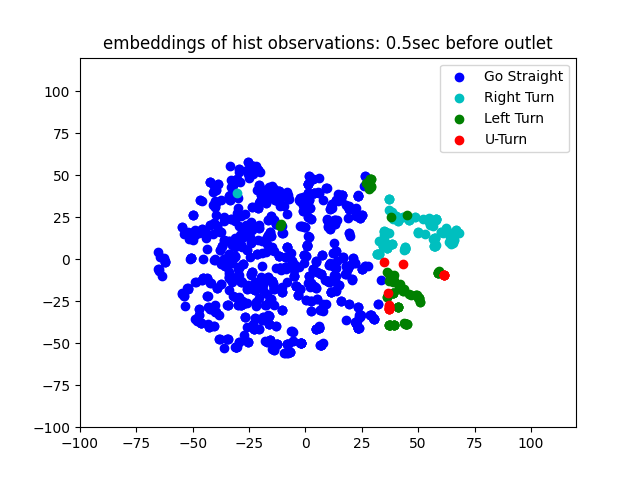 embeddings of hist observations: 0.5sec before outlet
Go Straight
Right Turn
Left Turn
U-Turn
100
75
50
25
0
−25
−50
−75
−100
−100 −75 −50 −25 0 25 50 75 100